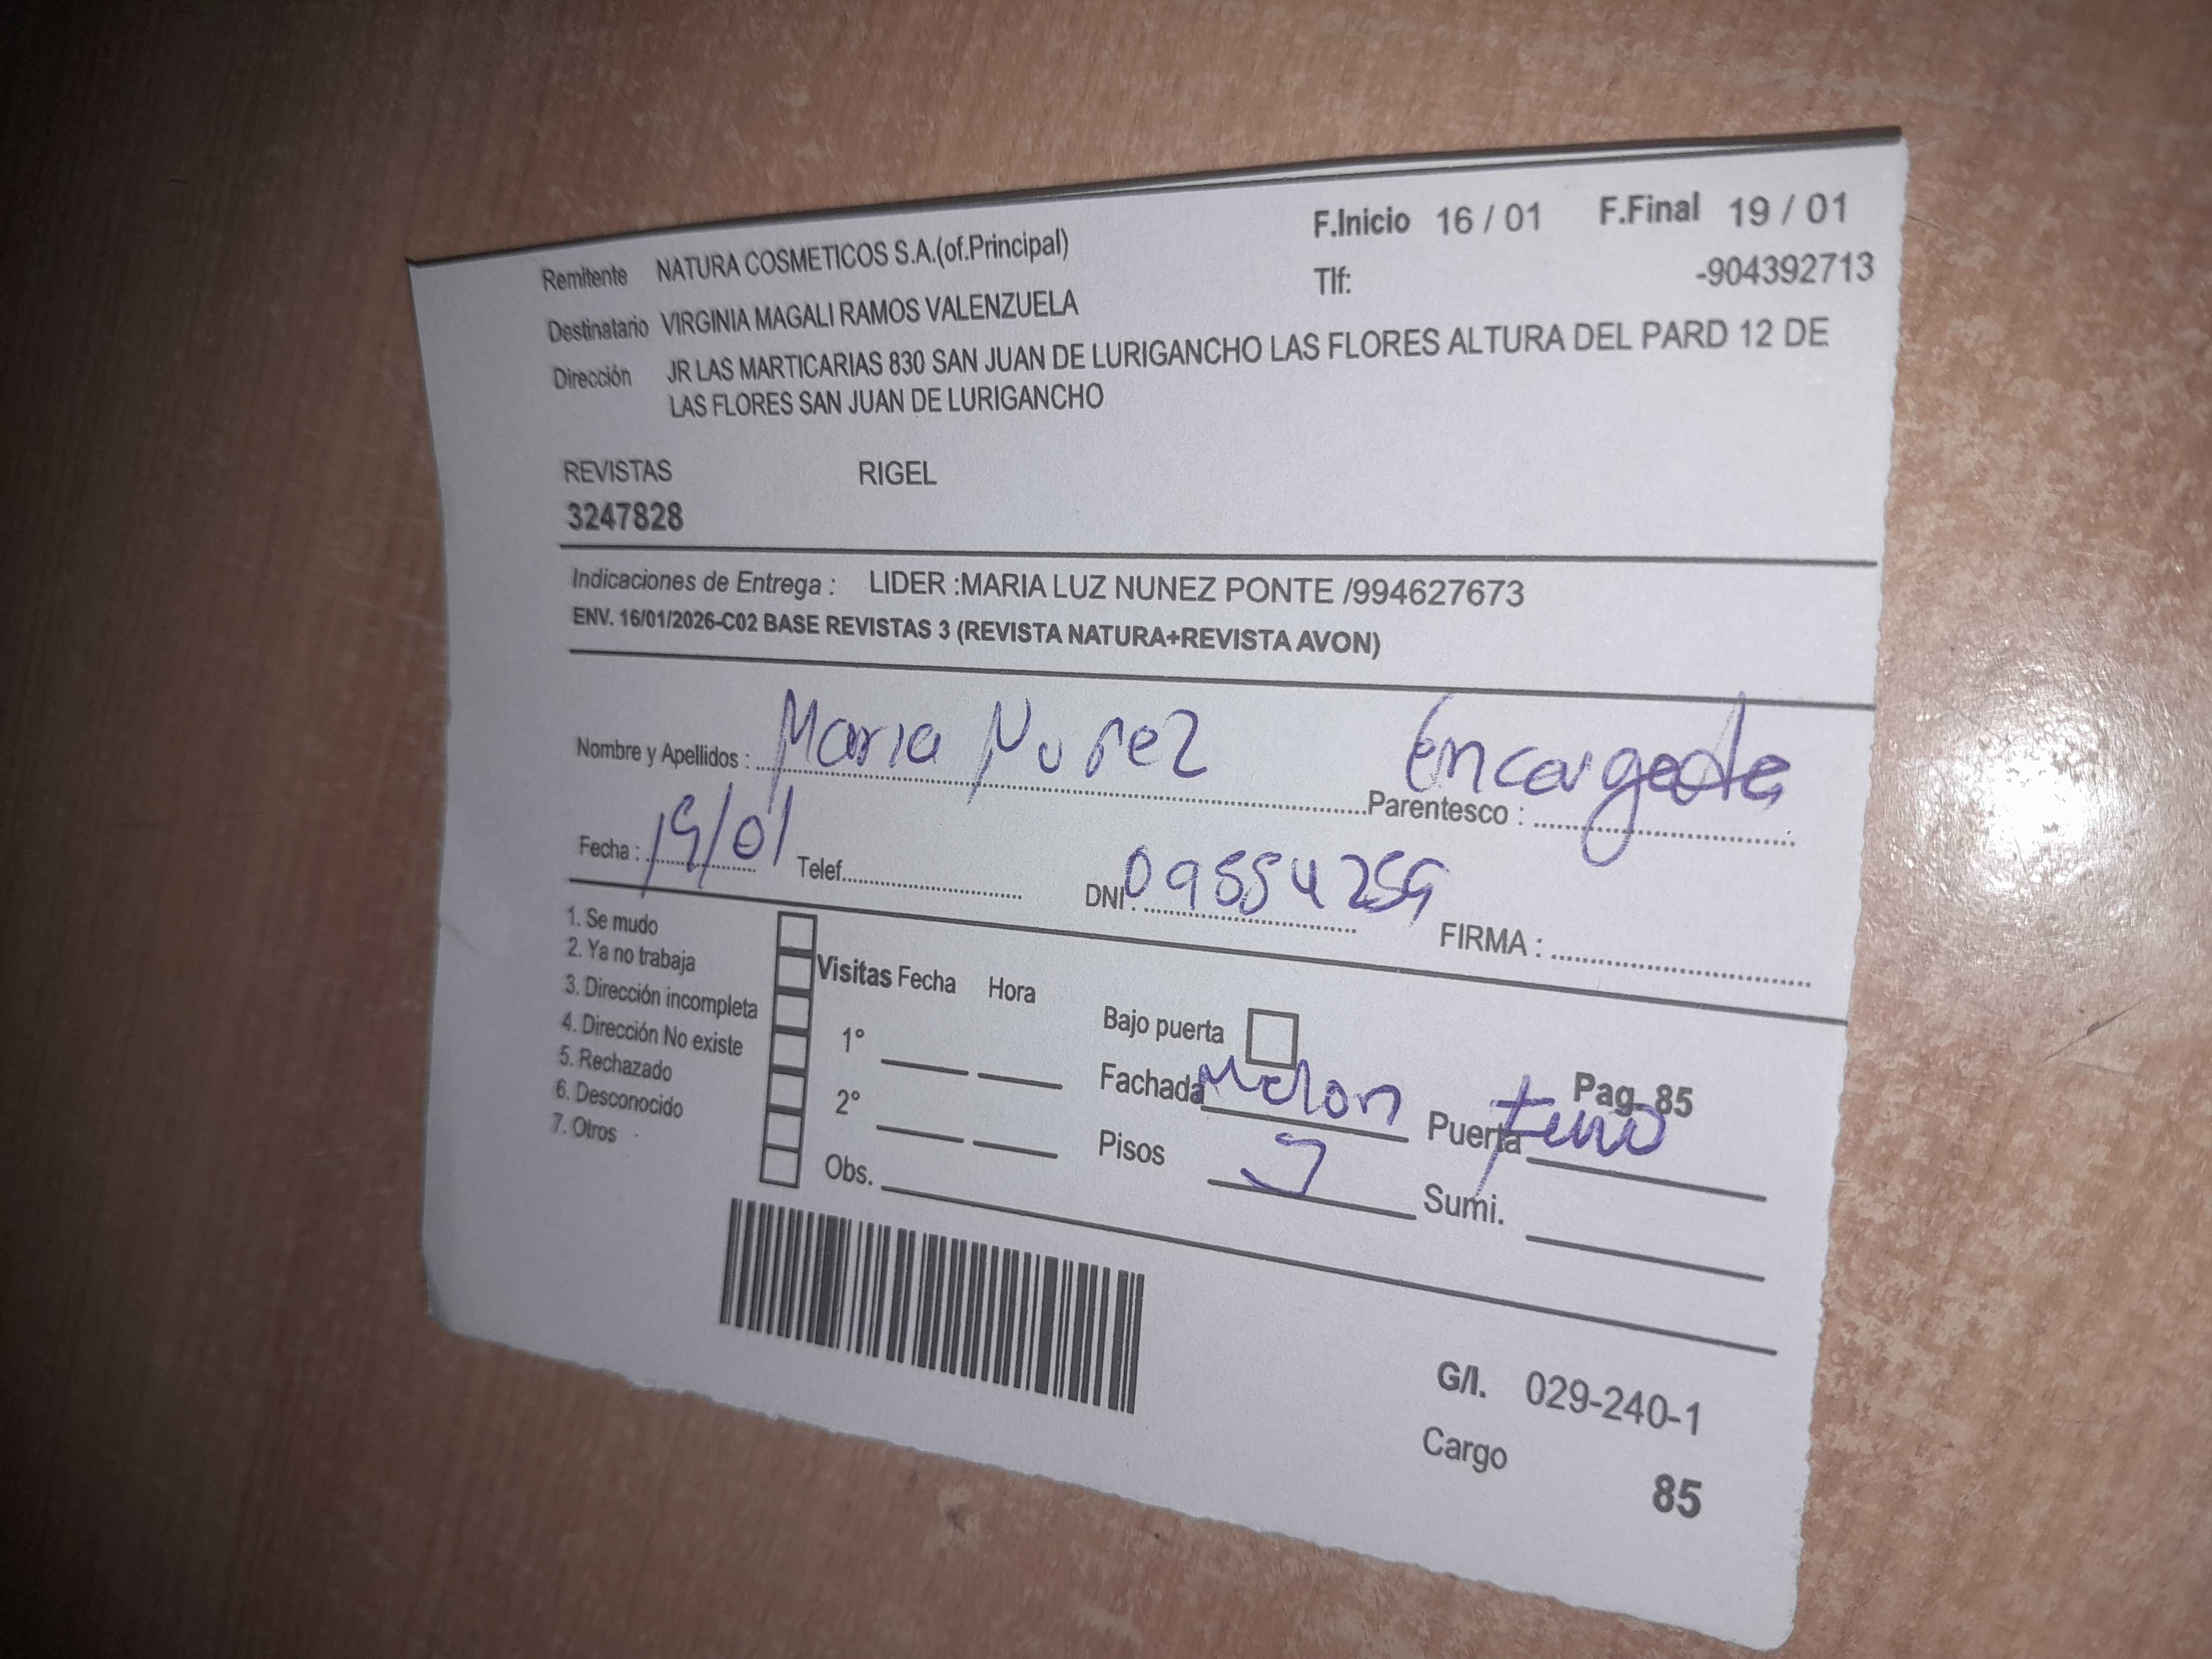 F.Inicio 16 / 01 F.Final 19 / 01
Remitente NATURA COSMETICOS S.A.(of.Principal) Tlf: -904392713
Destinatario VIRGINIA MAGALI RAMOS VALENZUELA
Dirección JR LAS MARTICARIAS 830 SAN JUAN DE LURIGANCHO LAS FLORES ALTURA DEL PARD 12 DE
LAS FLORES SAN JUAN DE LURIGANCHO
REVISTAS RIGEL
3247828
Indicaciones de Entrega : LIDER :MARIA LUZ NUNEZ PONTE /994627673
ENV. 16/01/2026-C02 BASE REVISTAS 3 (REVISTA NATURA+REVISTA AVON)
Nombre y Apellidos : Maria Nuñez Parentesco : Encargada
Fecha : 19/01 Telef. DNI. FIRMA :
1. Se mudo
2. Ya no trabaja
3. Dirección incompleta
4. Dirección No existe
5. Rechazado
6. Desconocido
7. Otros
Visitas Fecha Hora
1°
2°
Obs.
Bajo puerta
Fachada Melon Puerta
Pag. 85
Pisos Sumi.
G/I. 029-240-1
Cargo
85